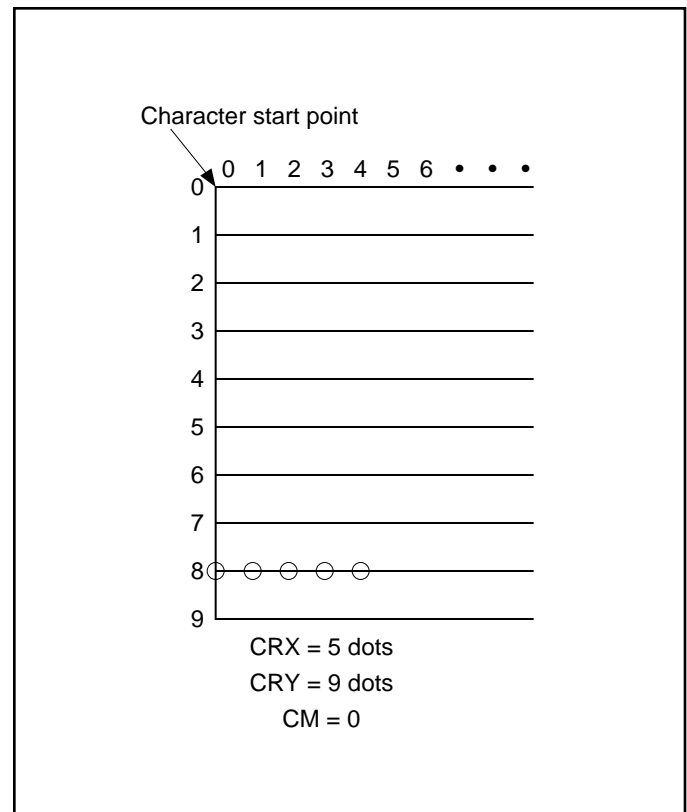 Character start point
0 1 2 3 4 5 6 • • •
0
1
2
3
4
5
6
7
8
9
CRX = 5 dots
CRY = 9 dots
CM = 0